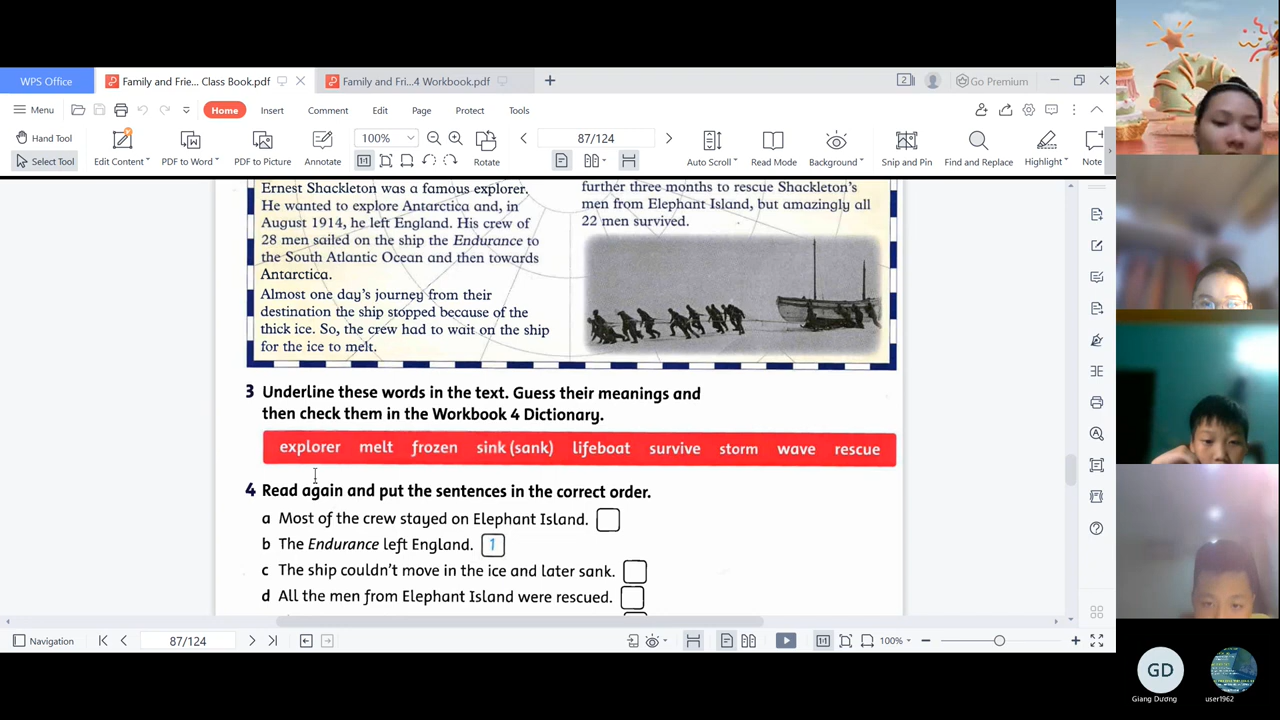 WPS Office
Family and Frie... Class Book.pdf
Family and Fri...4 Workbook.pdf
2
Go Premium
Menu
Home
Insert
Comment
Edit
Page
Protect
Tools
Hand Tool
Select Tool
Edit Content
PDF to Word
PDF to Picture
Annotate
100%
Rotate
87/124
Auto Scroll
Read Mode
Background
Snip and Pin
Find and Replace
Highlight
Note
Ernest Shackleton was a famous explorer.
He wanted to explore Antarctica and, in
August 1914, he left England. His crew of
28 men sailed on the ship the Endurance to
the South Atlantic Ocean and then towards
Antarctica.
Almost one day's journey from their
destination the ship stopped because of the
thick ice. So, the crew had to wait on the ship
for the ice to melt.
further three months to rescue Shackleton's
men from Elephant Island, but amazingly all
22 men survived.
3 Underline these words in the text. Guess their meanings and
then check them in the Workbook 4 Dictionary.
explorer melt frozen sink (sank) lifeboat survive storm wave rescue
4 Read again and put the sentences in the correct order.
a Most of the crew stayed on Elephant Island.
b The Endurance left England. 1
c The ship couldn't move in the ice and later sank.
d All the men from Elephant Island were rescued.
Navigation
87/124
100%
GD
Giang Dương
user1962